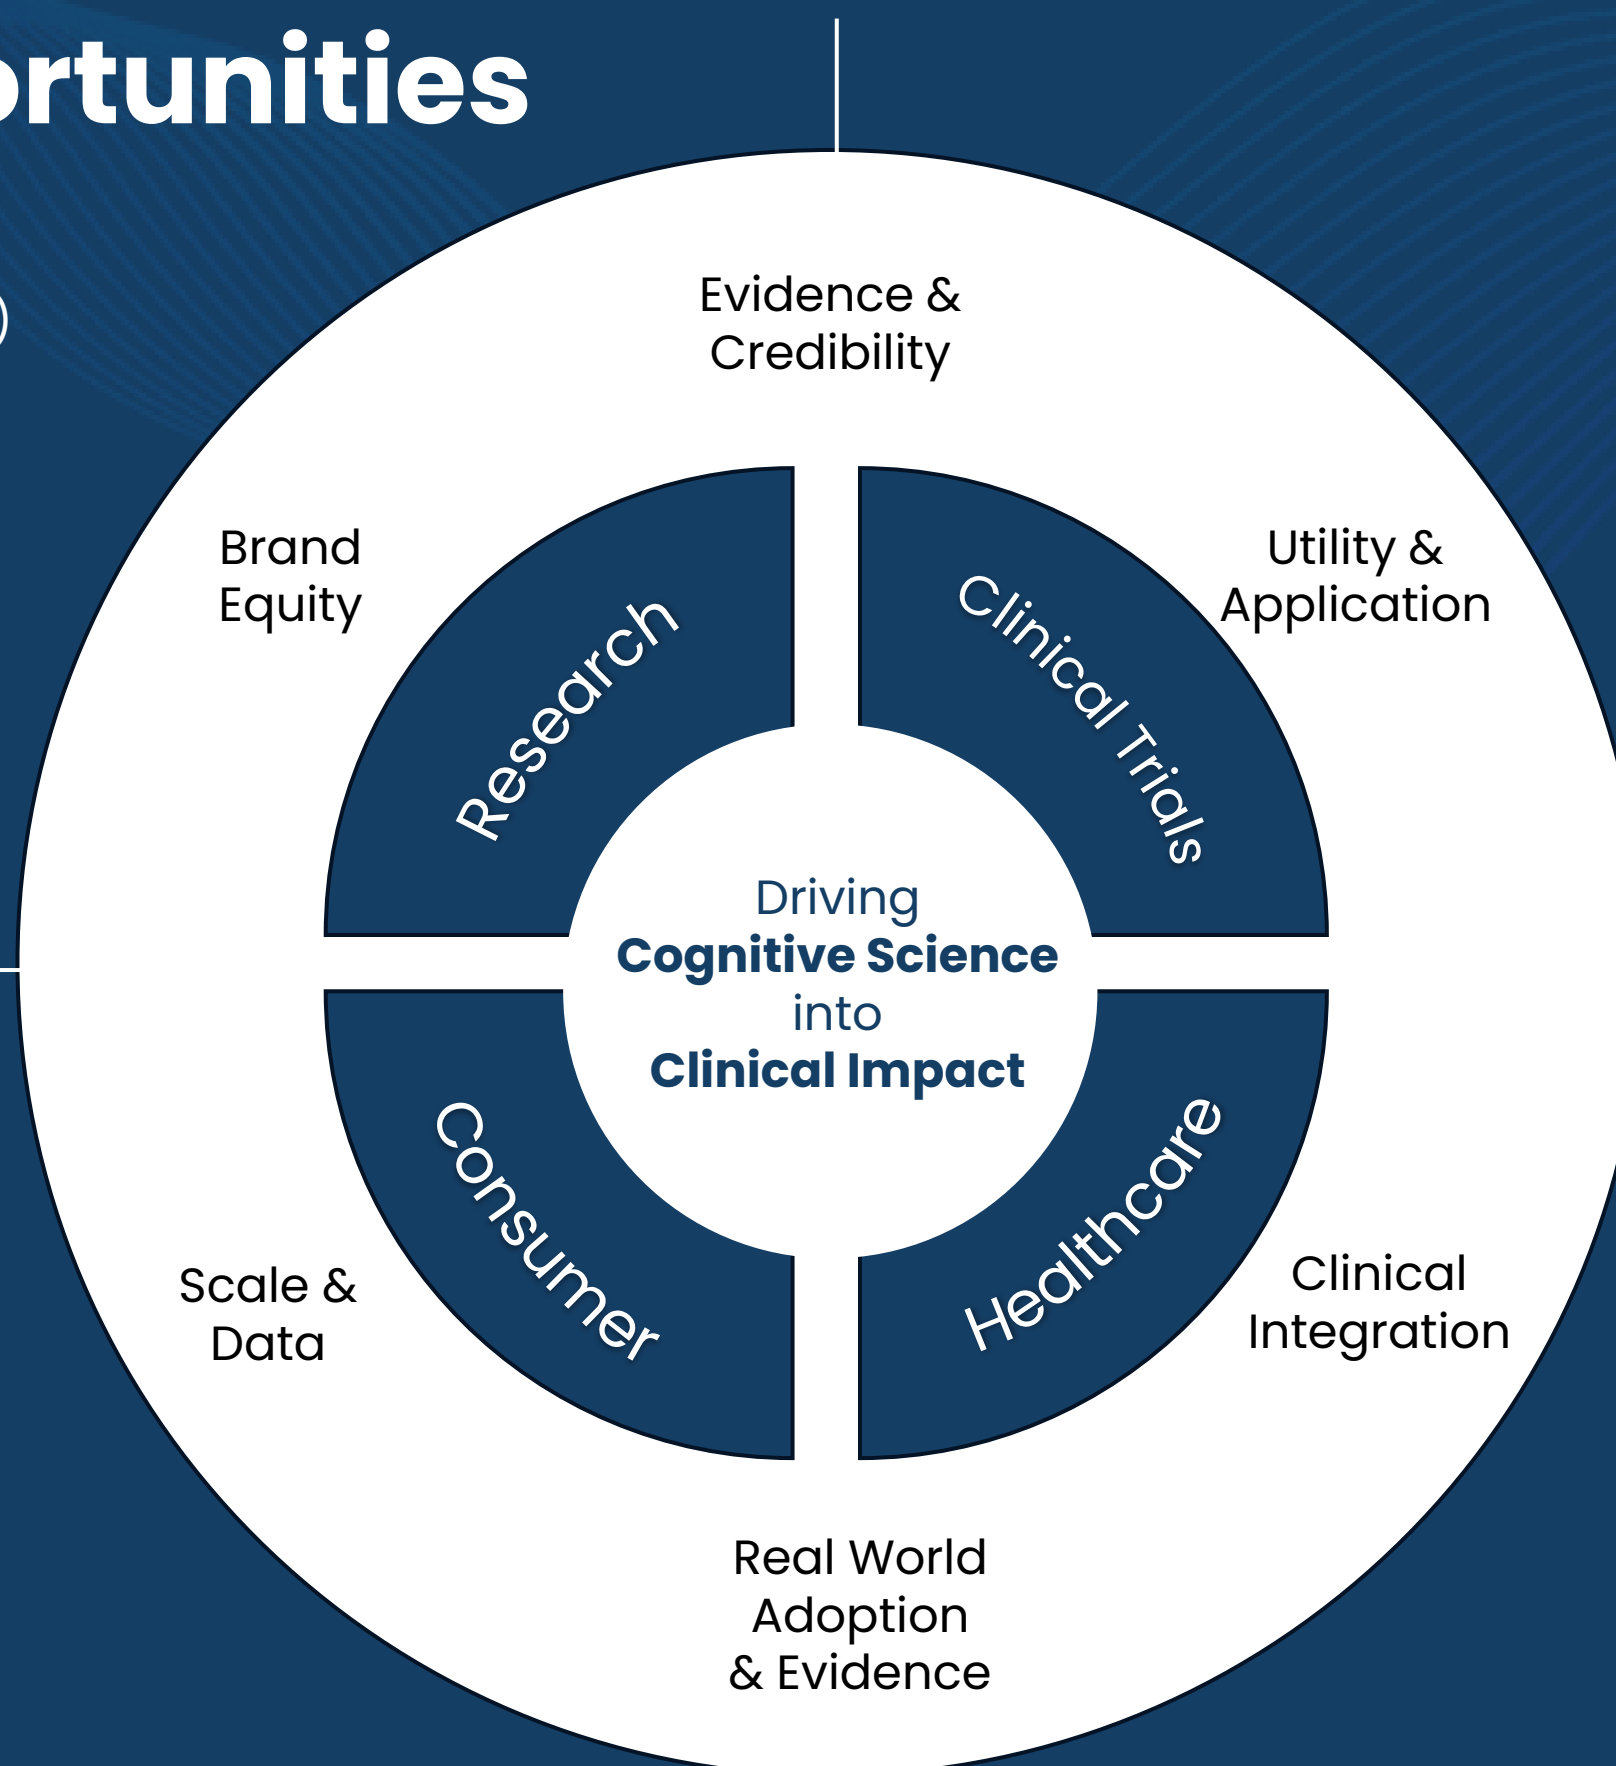 ortunities
)
Evidence &
Credibility
Brand
Equity
Utility &
Application
Research
Clinical Trials
Driving
Cognitive Science
into
Clinical Impact
Consumer
Healthcare
Scale &
Data
Clinical
Integration
Real World
Adoption
& Evidence